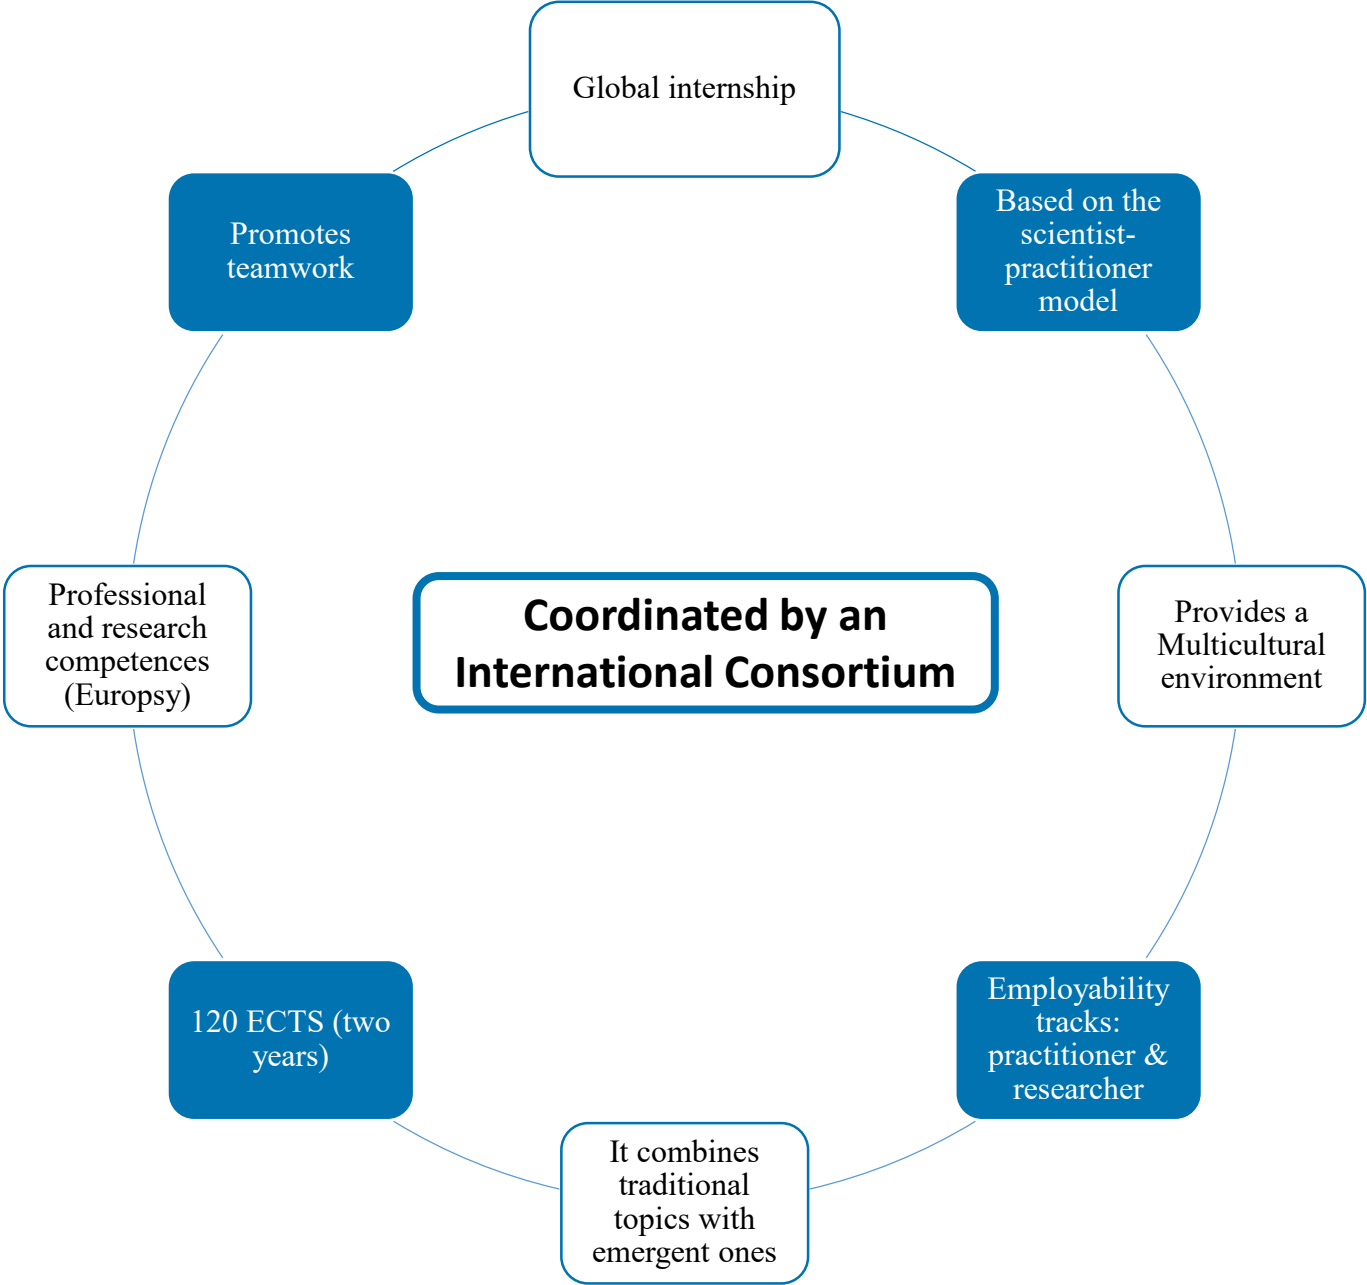 Global internship
Based on the
scientist-
practitioner
model
Provides a
Multicultural
environment
Employability
tracks:
practitioner &
researcher
It combines
traditional
topics with
emergent ones
120 ECTS (two
years)
Professional
and research
competences
(Europsy)
Promotes
teamwork
Coordinated by an
International Consortium